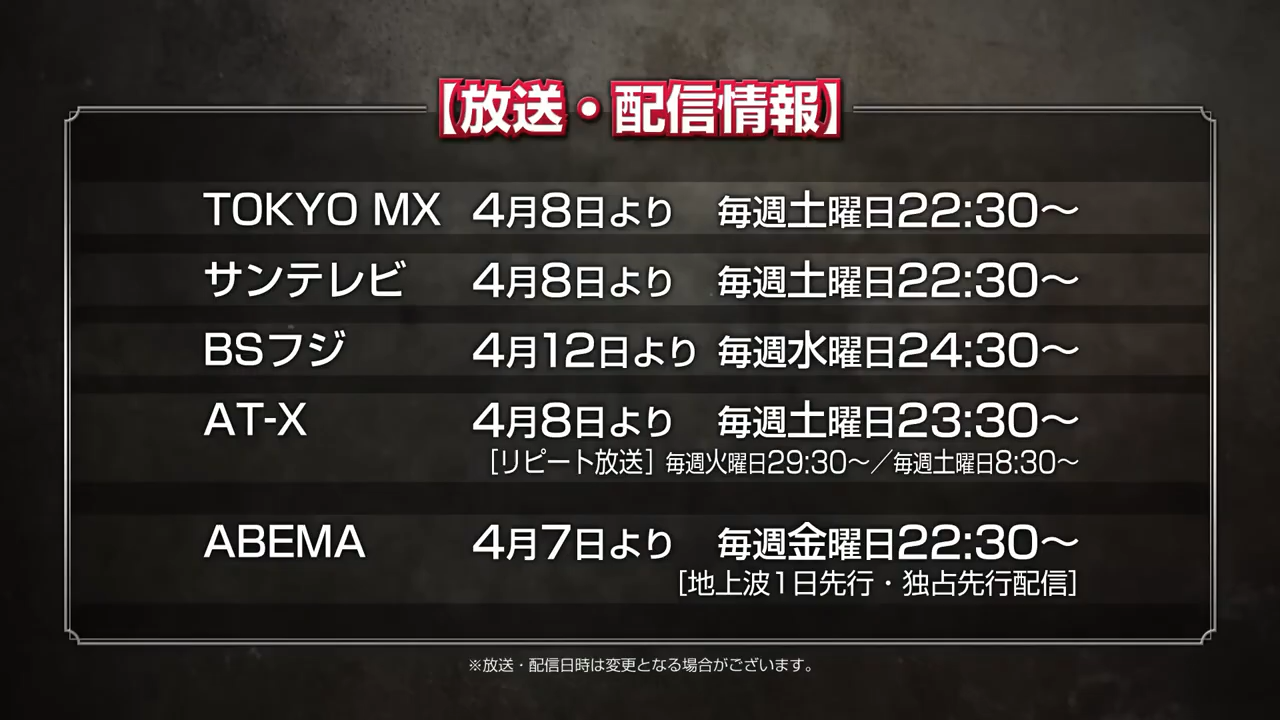 【放送・配信情報】
TOKYO MX 4月8日より 毎週土曜日22:30〜
サンテレビ 4月8日より 毎週土曜日22:30〜
BSフジ 4月12日より 毎週水曜日24:30〜
AT-X 4月8日より 毎週土曜日23:30〜
［リピート放送］毎週火曜日29:30〜／毎週土曜日8:30〜
ABEMA 4月7日より 毎週金曜日22:30〜
［地上波1日先行・独占先行配信］
※放送・配信日時は変更となる場合がございます。